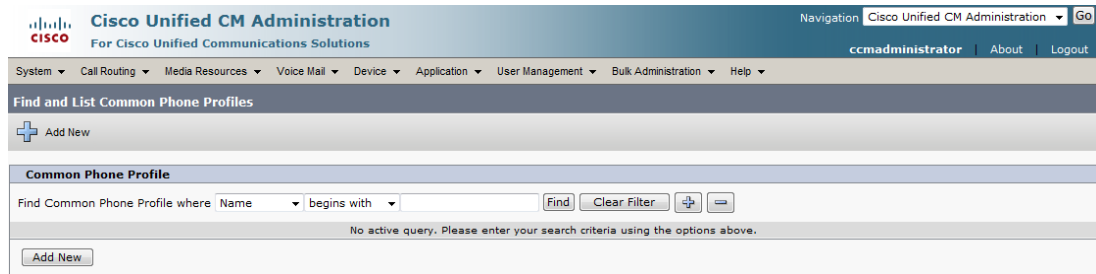 Cisco Unified CM Administration
Navigation Cisco Unified CM Administration Go
CISCO
For Cisco Unified Communications Solutions
ccmadministrator | About | Logout
System Call Routing Media Resources Voice Mail Device Application User Management Bulk Administration Help
Find and List Common Phone Profiles
Add New
Common Phone Profile
Find Common Phone Profile where Name begins with Find Clear Filter
No active query. Please enter your search criteria using the options above.
Add New